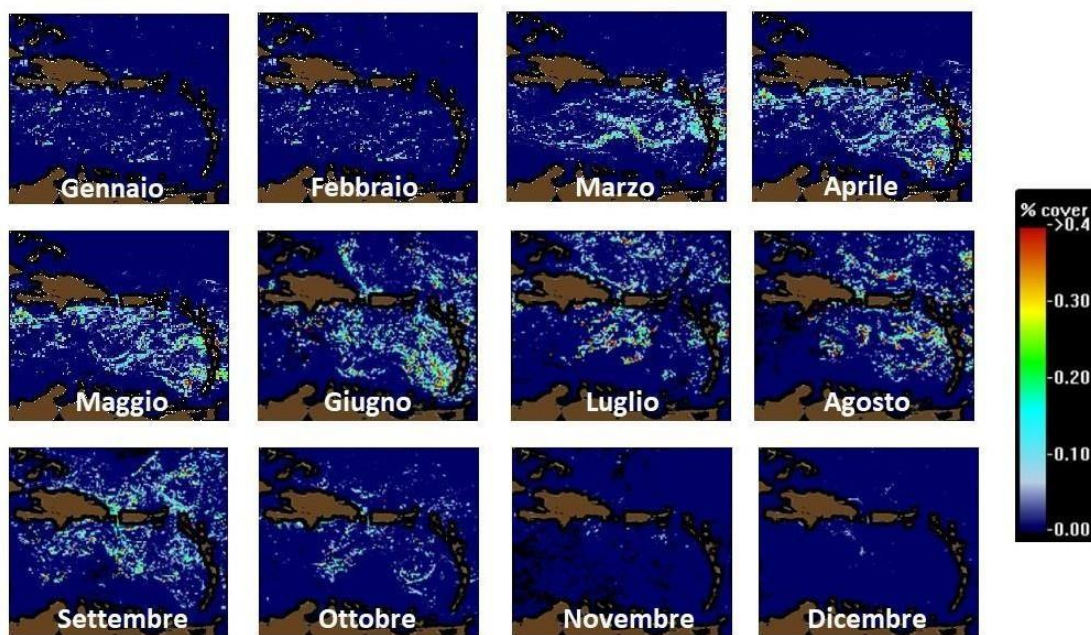 Gennaio
Febbraio
Marzo
Aprile
Maggio
Giugno
Luglio
Agosto
Settembre
Ottobre
Novembre
Dicembre
% cover
->0.4
-0.30
-0.20
-0.10
-0.00